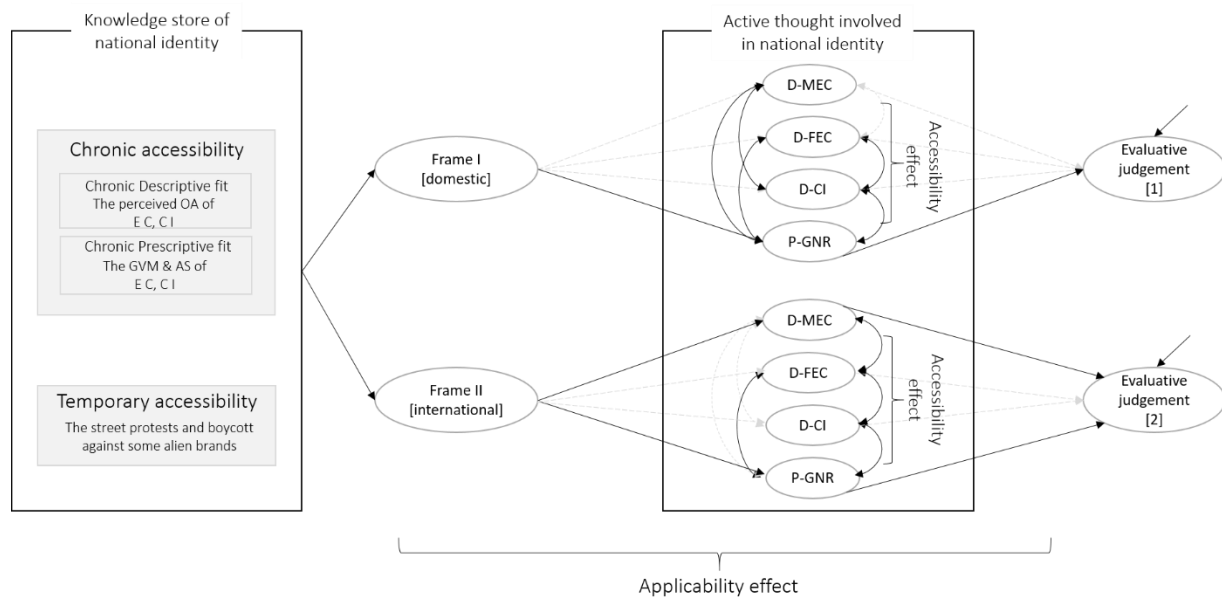 Knowledge store of
national identity
Chronic accessibility
Chronic Descriptive fit
The perceived OA of
E C, C I
Chronic Prescriptive fit
The GVM & AS of
E C, C I
Temporary accessibility
The street protests and boycott
against some alien brands
Frame I
[domestic]
Frame II
[international]
Active thought involved
in national identity
D-MEC
D-FEC
D-CI
P-GNR
Accessibility
effect
D-MEC
D-FEC
D-CI
P-GNR
Accessibility
effect
Evaluative
judgement
[1]
Evaluative
judgement
[2]
Applicability effect